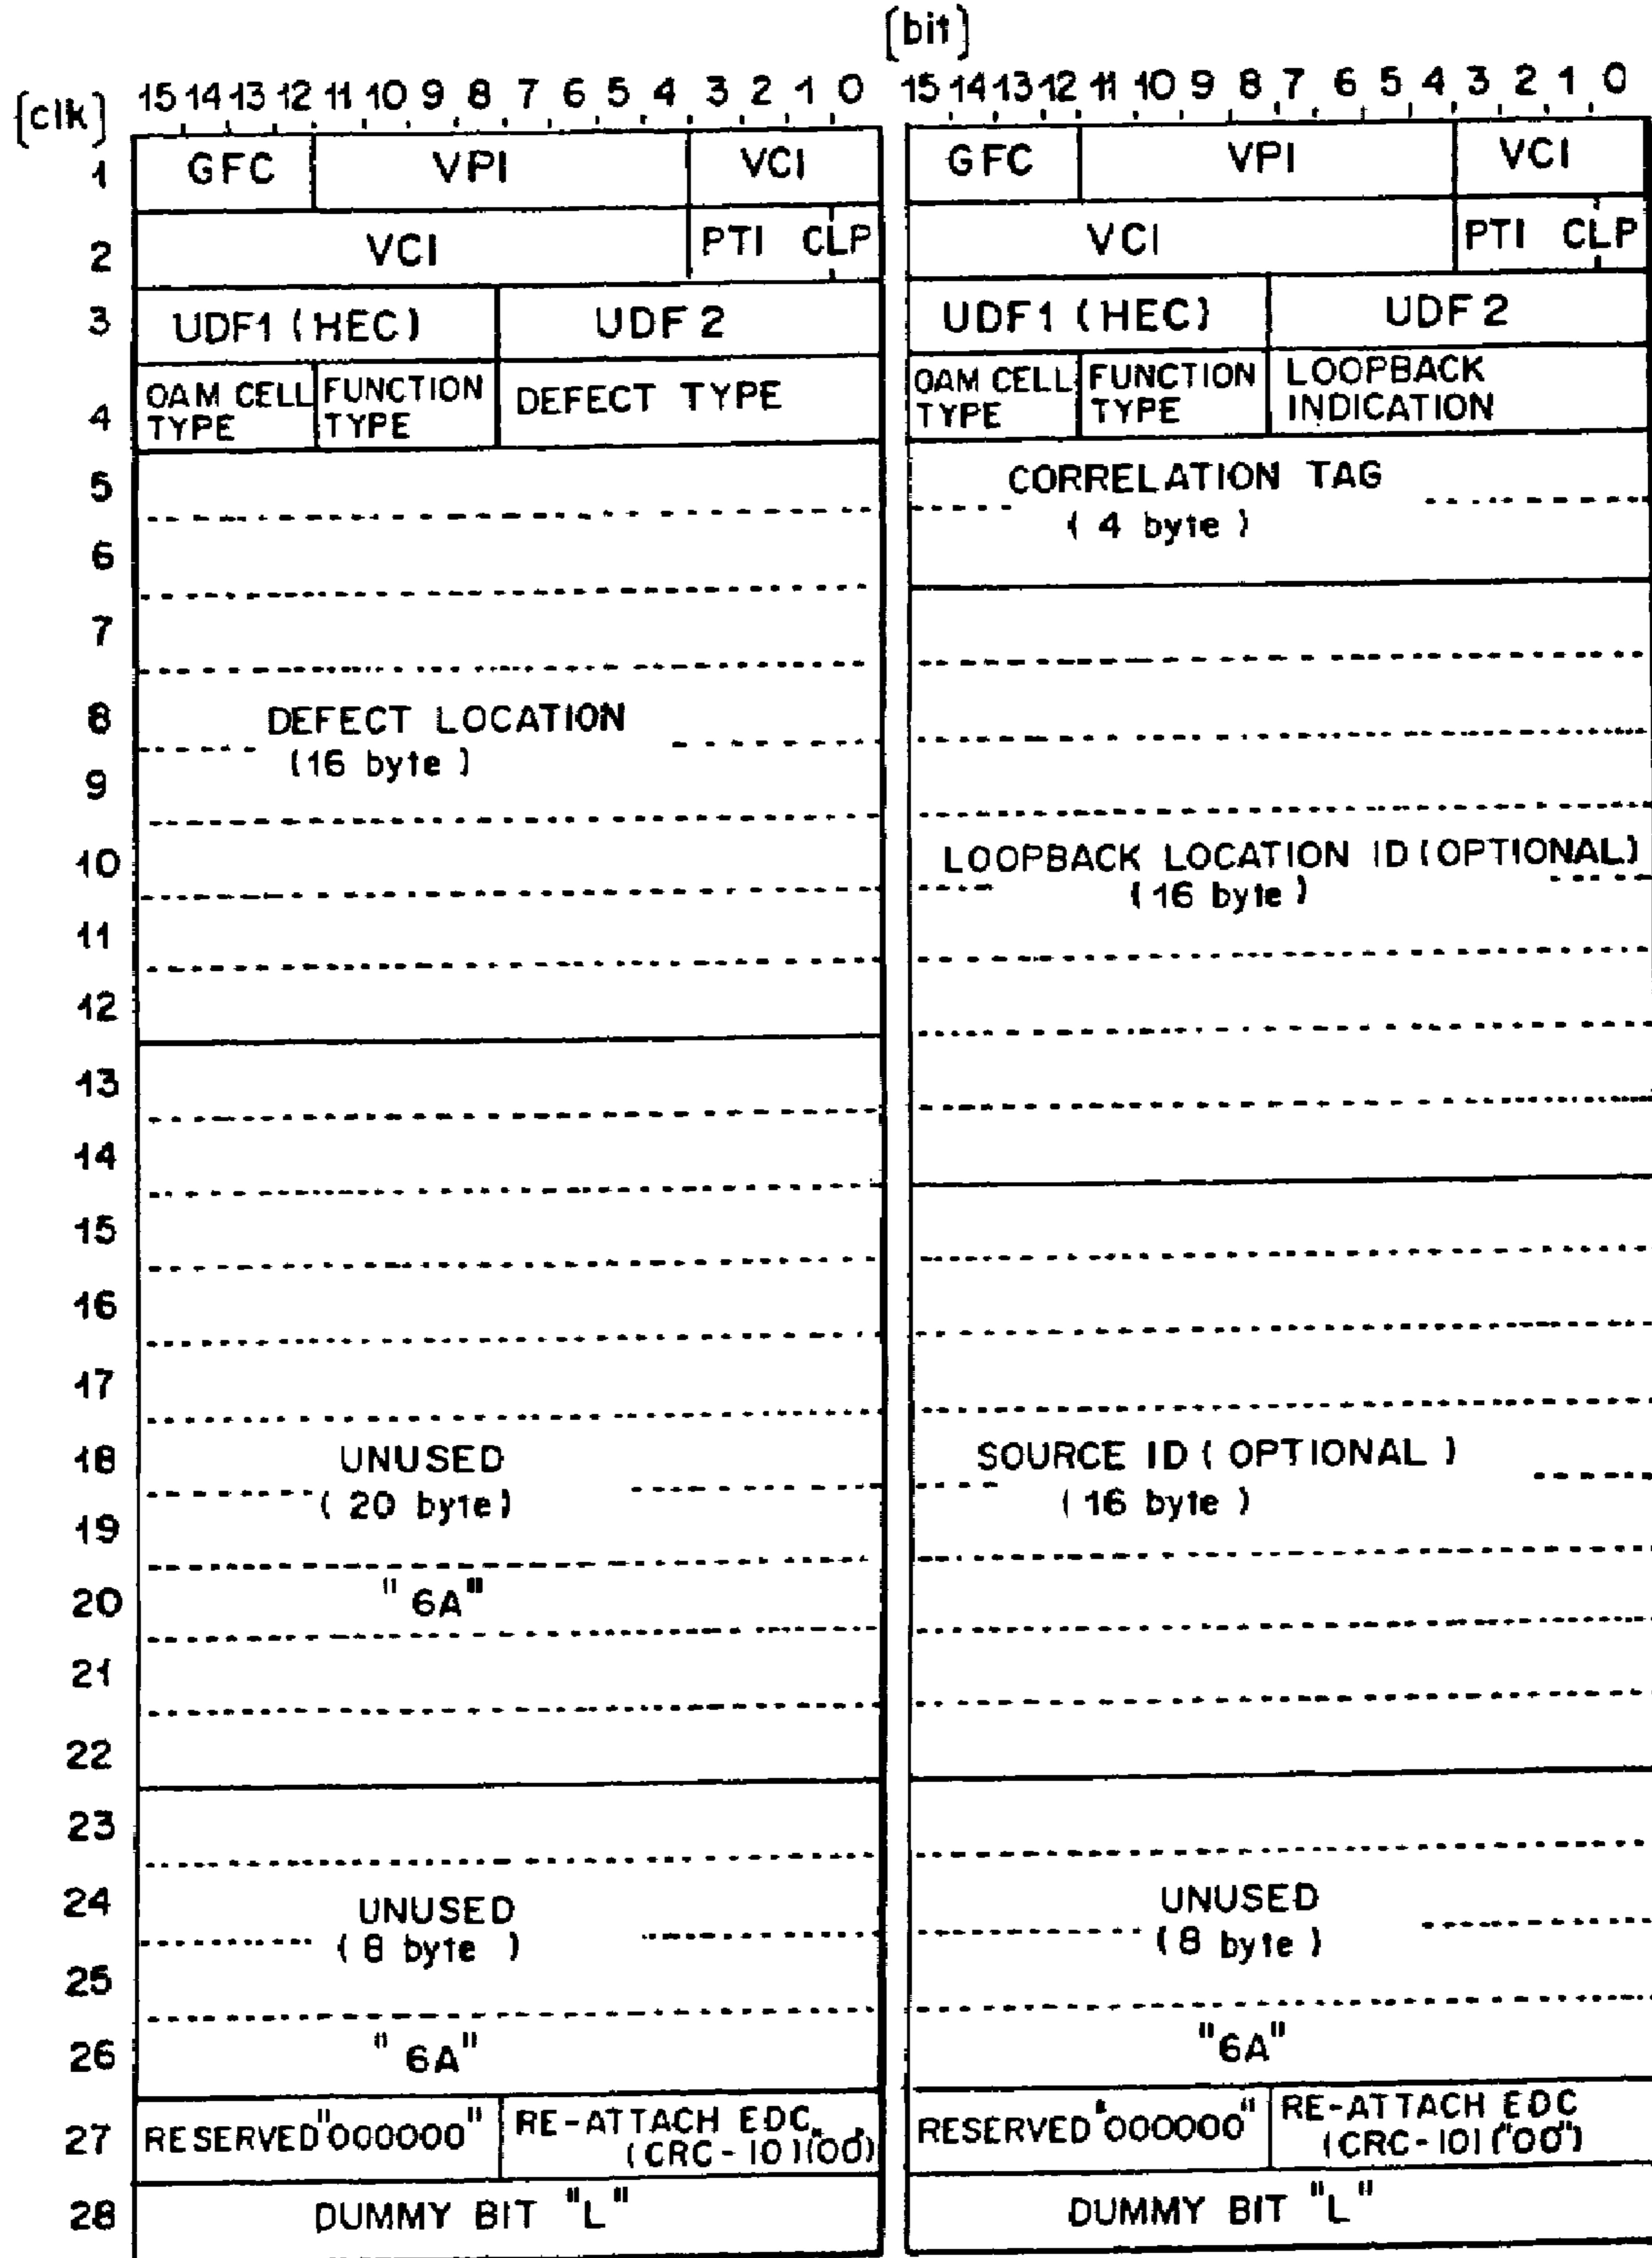 [bit]
[clk] 15 14 13 12 11 10 9 8 7 6 5 4 3 2 1 0 15 14 13 12 11 10 9 8 7 6 5 4 3 2 1 0
1 GFC VPI VCI GFC VPI VCI
2 VCI PTI CLP VCI PTI CLP
3 UDF1 (HEC) UDF 2 UDF1 (HEC) UDF 2
4 OAM CELL TYPE FUNCTION TYPE DEFECT TYPE OAM CELL TYPE FUNCTION TYPE LOOPBACK INDICATION
5 CORRELATION TAG
(4 byte)
6
7
8 DEFECT LOCATION
(16 byte)
9
10 LOOPBACK LOCATION ID (OPTIONAL)
(16 byte)
11
12
13
14
15
16
17
18 UNUSED SOURCE ID (OPTIONAL)
(20 byte) (16 byte)
19
20 "6A"
21
22
23
24 UNUSED UNUSED
(8 byte) (8 byte)
25
26 "6A" "6A"
27 RESERVED "000000" RE-ATTACH EDC (CRC-10)("00") RESERVED "000000" RE-ATTACH EDC (CRC-10)("00")
28 DUMMY BIT "L" DUMMY BIT "L"